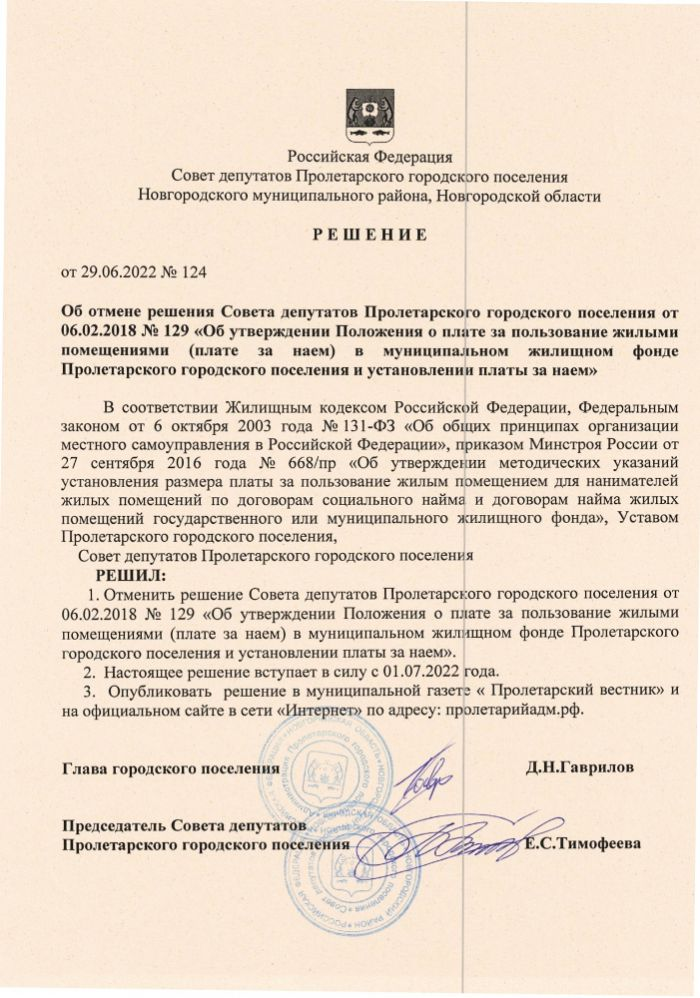 Российская Федерация
Совет депутатов Пролетарского городского поселения
Новгородского муниципального района, Новгородской области
Р Е Ш Е Н И Е
от 29.06.2022 № 124
Об отмене решения Совета депутатов Пролетарского городского поселения от
06.02.2018 № 129 «Об утверждении Положения о плате за пользование жилыми
помещениями (плате за наем) в муниципальном жилищном фонде
Пролетарского городского поселения и установлении платы за наем»
В соответствии Жилищным кодексом Российской Федерации, Федеральным
законом от 6 октября 2003 года № 131-ФЗ «Об общих принципах организации
местного самоуправления в Российской Федерации», приказом Минстроя России от
27 сентября 2016 года № 668/пр «Об утверждении методических указаний
установления размера платы за пользование жилым помещением для нанимателей
жилых помещений по договорам социального найма и договорам найма жилых
помещений государственного или муниципального жилищного фонда», Уставом
Пролетарского городского поселения,
Совет депутатов Пролетарского городского поселения
РЕШИЛ:
1. Отменить решение Совета депутатов Пролетарского городского поселения от
06.02.2018 № 129 «Об утверждении Положения о плате за пользование жилыми
помещениями (плате за наем) в муниципальном жилищном фонде Пролетарского
городского поселения и установлении платы за наем».
2. Настоящее решение вступает в силу с 01.07.2022 года.
3. Опубликовать решение в муниципальной газете « Пролетарский вестник» и
на официальном сайте в сети «Интернет» по адресу: пролетарийадм.рф.
Глава городского поселения Д.Н.Гаврилов
Председатель Совета депутатов
Пролетарского городского поселения Е.С.Тимофеева